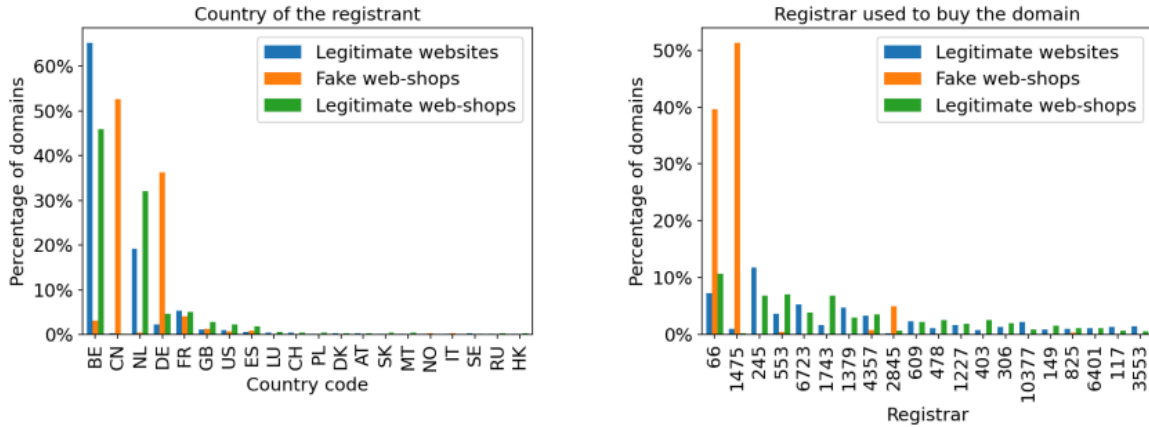 Country of the registrant
Percentage of domains
60%
50%
40%
30%
20%
10%
0%
Legitimate websites
Fake web-shops
Legitimate web-shops
BE CN NL DE FR GB US ES LU CH PL DK AT SK MT NO IT SE RU HK
Country code
Registrar used to buy the domain
Percentage of domains
50%
40%
30%
20%
10%
0%
Legitimate websites
Fake web-shops
Legitimate web-shops
66 1475 245 553 6723 1743 1379 4357 2845 609 478 1227 403 306 10377 149 825 6401 117 3553
Registrar